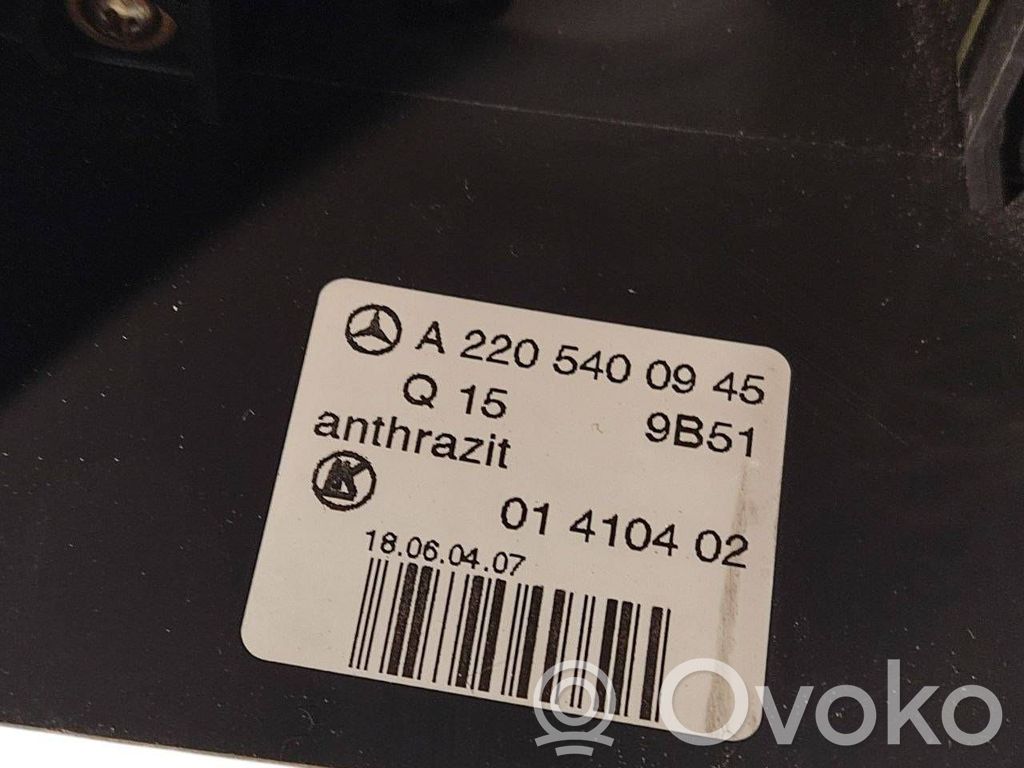 A 220 540 09 45
Q 15 9B51
anthrazit
K
01 4104 02
18.06.04.07
Ovoko